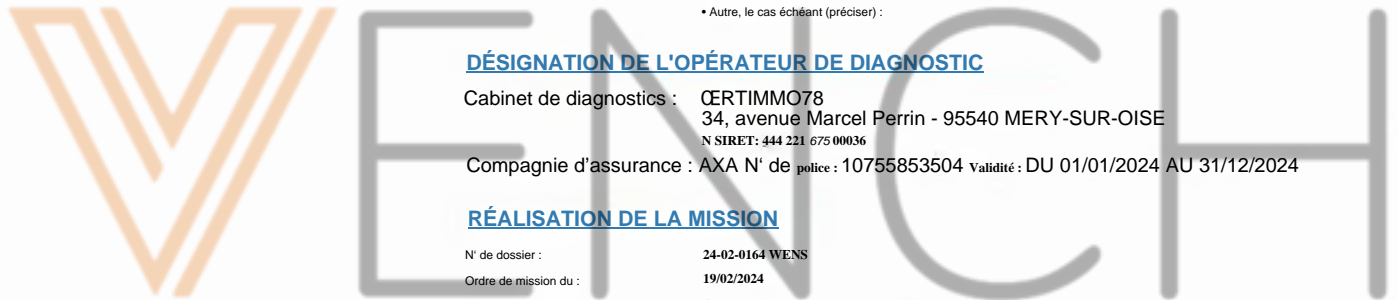 VENCH
• Autre, le cas échéant (préciser) :
DÉSIGNATION DE L'OPÉRATEUR DE DIAGNOSTIC
Cabinet de diagnostics : ŒRTIMMO78
34, avenue Marcel Perrin - 95540 MERY-SUR-OISE
N SIRET: 444 221 675 00036
Compagnie d'assurance : AXA N‘ de police : 10755853504 Validité : DU 01/01/2024 AU 31/12/2024
RÉALISATION DE LA MISSION
N‘ de dossier : 24-02-0164 WENS
Ordre de mission du : 19/02/2024